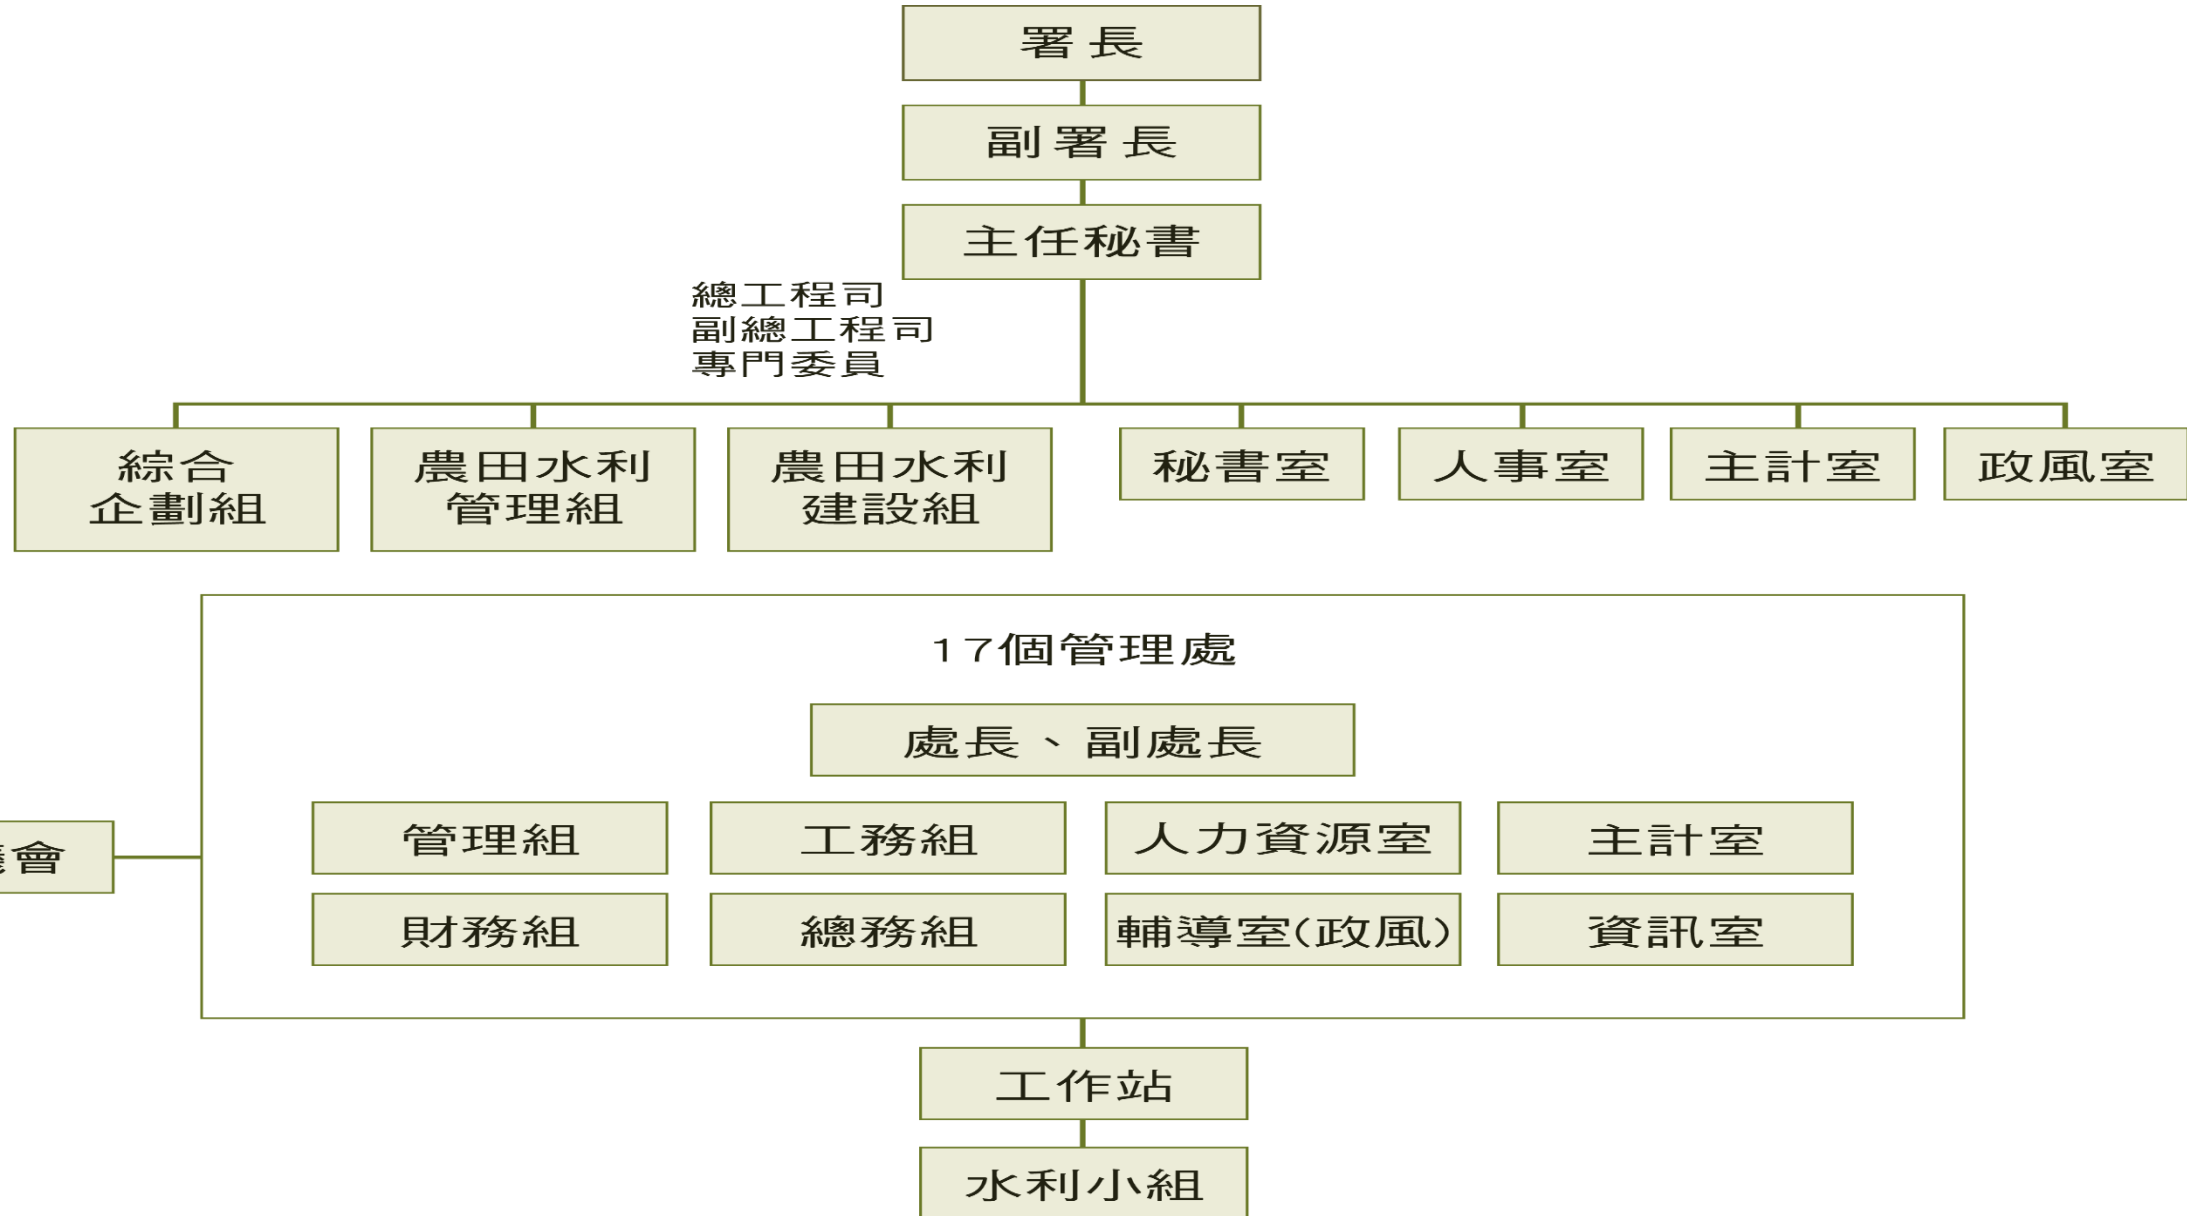 署長
副署長
主任秘書
總工程司
副總工程司
專門委員
綜合
企劃組
農田水利
管理組
農田水利
建設組
秘書室
人事室
主計室
政風室
17個管理處
處長、副處長
管理組
工務組
人力資源室
主計室
會
財務組
總務組
輔導室(政風)
資訊室
工作站
水利小組